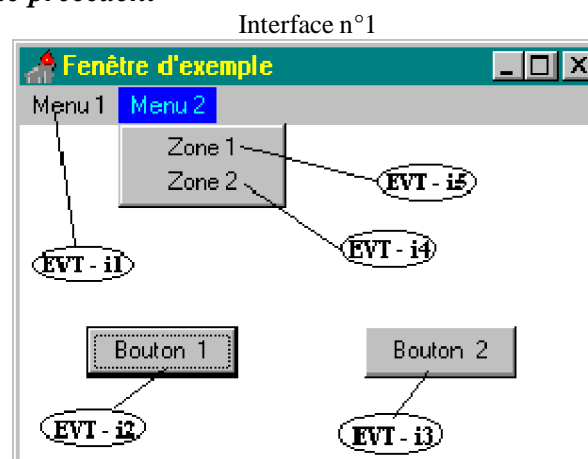 Interface n°1
Fenêtre d'exemple
Menu 1 Menu 2
Zone 1
Zone 2
EVT - i5
EVT - i4
EVT - i1
Bouton 1 Bouton 2
EVT - i2 EVT - i3